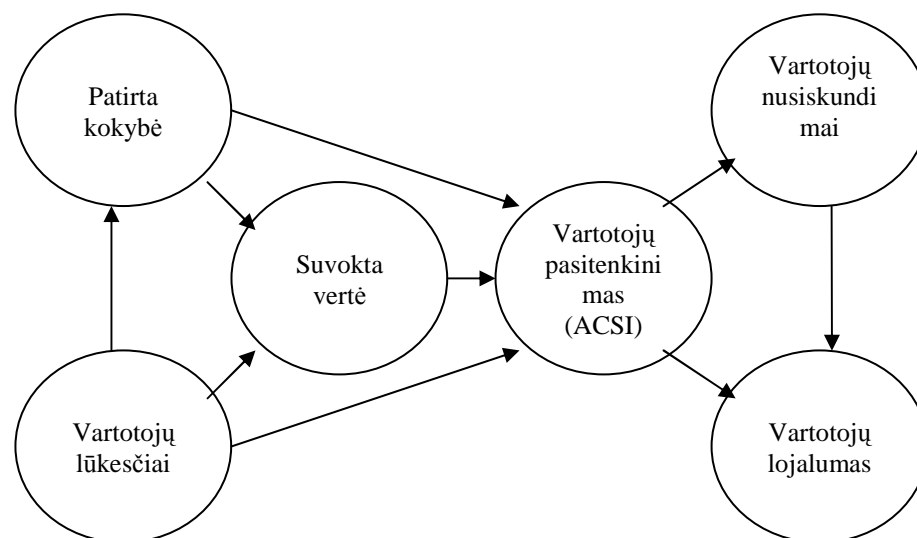 Patirta
kokybė
Vartotojų
nusiskundi
mai
Suvokta
vertė
Vartotojų
pasitenkini
mas
(ACSI)
Vartotojų
lūkesčiai
Vartotojų
lojalumas